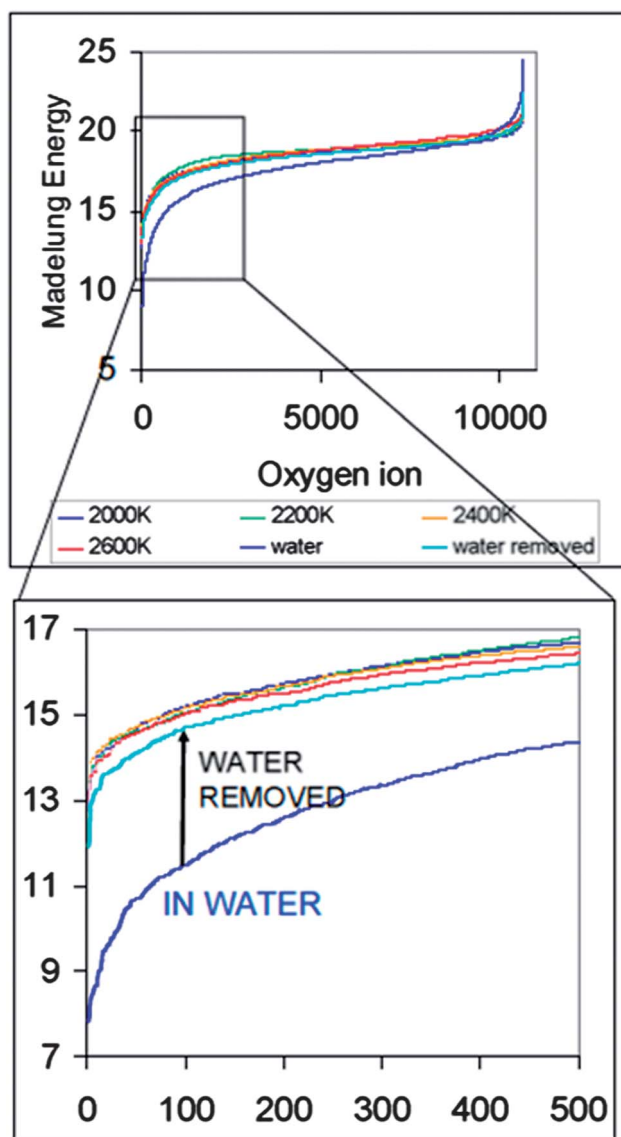 25
20
15
10
5
Madelung Energy
0 5000 10000
Oxygen ion
2000K 2200K 2400K
2600K water water removed
17
15
13
11
9
7
WATER
REMOVED
IN WATER
0 100 200 300 400 500